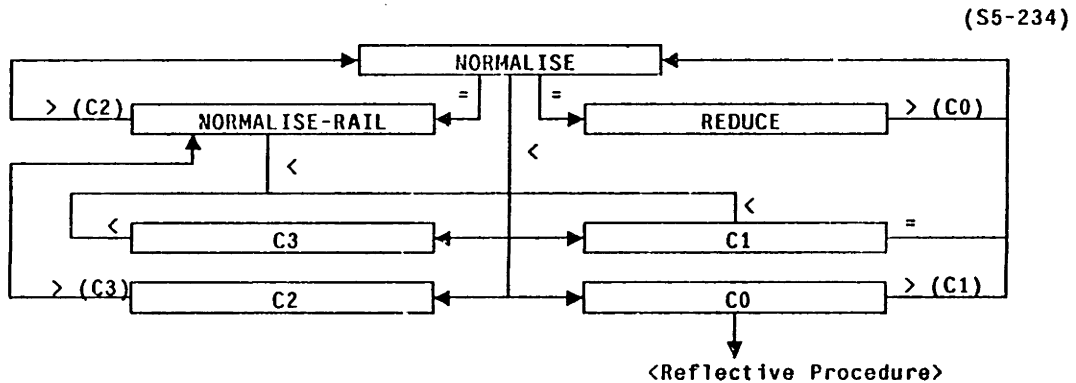 (S5-234)
NORMALISE
= =
> (C2) NORMALISE-RAIL REDUCE > (C0)
< <
<
< C3 C1 =
> (C3) C2 C0 > (C1)
<Reflective Procedure>